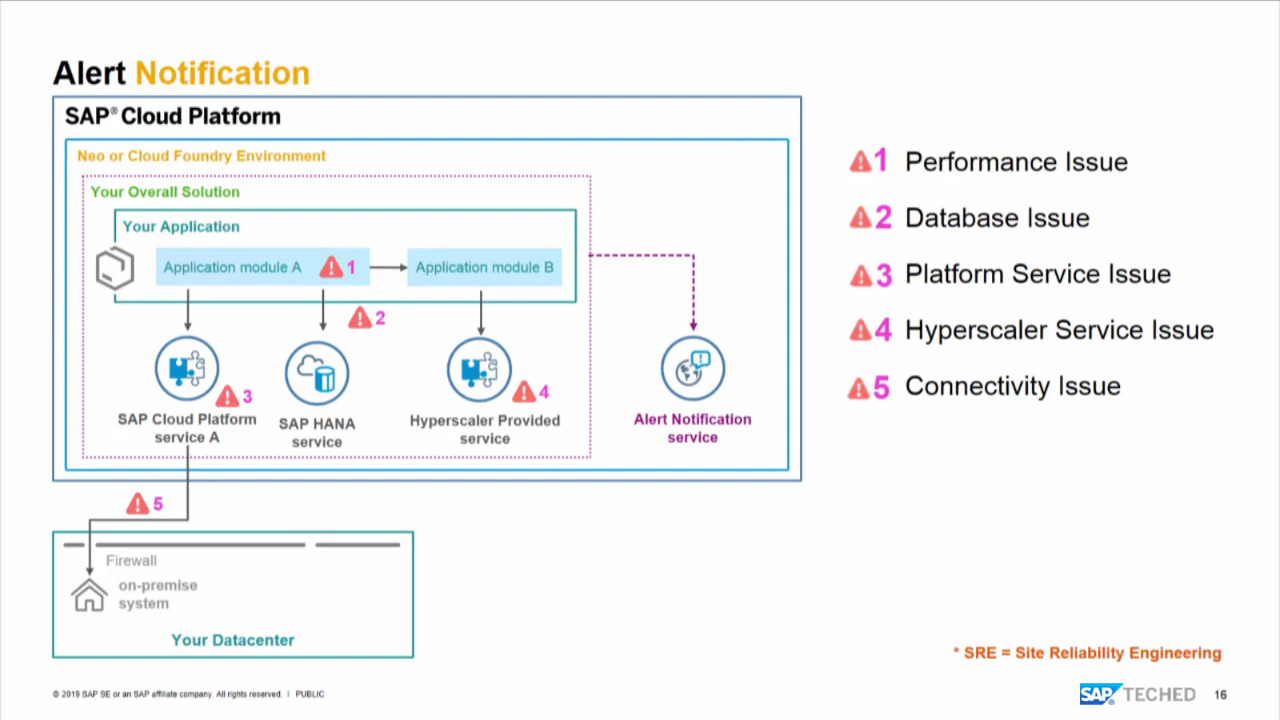 Alert Notification
SAP® Cloud Platform
Neo or Cloud Foundry Environment
Your Overall Solution
Your Application
Application module A
1
Application module B
2
3
4
SAP Cloud Platform
service A
SAP HANA
service
Hyperscaler Provided
service
Alert Notification
service
5
Firewall
on-premise
system
Your Datacenter
1 Performance Issue
2 Database Issue
3 Platform Service Issue
4 Hyperscaler Service Issue
5 Connectivity Issue
* SRE = Site Reliability Engineering
© 2019 SAP SE or an SAP affiliate company. All rights reserved. | PUBLIC
SAP TECHED
16